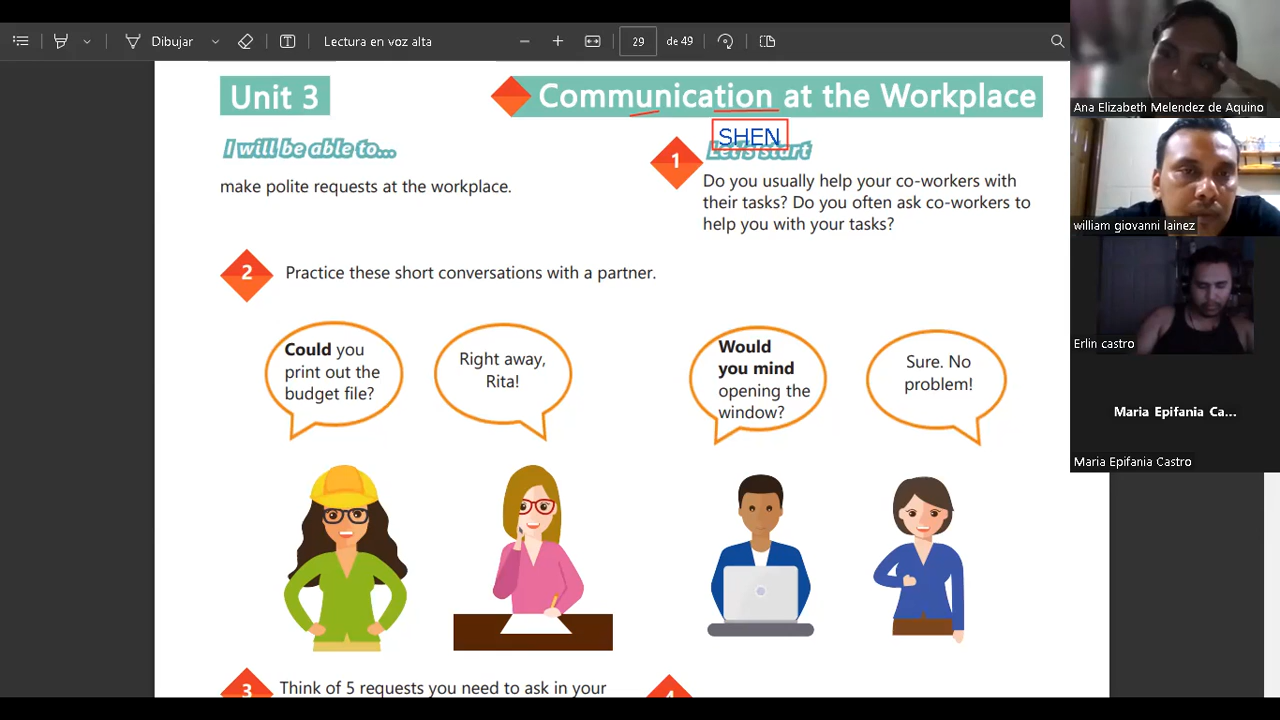 Dibujar
Lectura en voz alta
29
de 49
Unit 3
Communication at the Workplace
SHEN
I will be able to...
1
Let's start
make polite requests at the workplace.
Do you usually help your co-workers with
their tasks? Do you often ask co-workers to
help you with your tasks?
2
Practice these short conversations with a partner.
Could you
print out the
budget file?
Right away,
Rita!
Would
you mind
opening the
window?
Sure. No
problem!
3
Think of 5 requests you need to ask in your
4
Ana Elizabeth Melendez de Aquino
william giovanni lainez
Erlin castro
Maria Epifania Ca...
Maria Epifania Castro